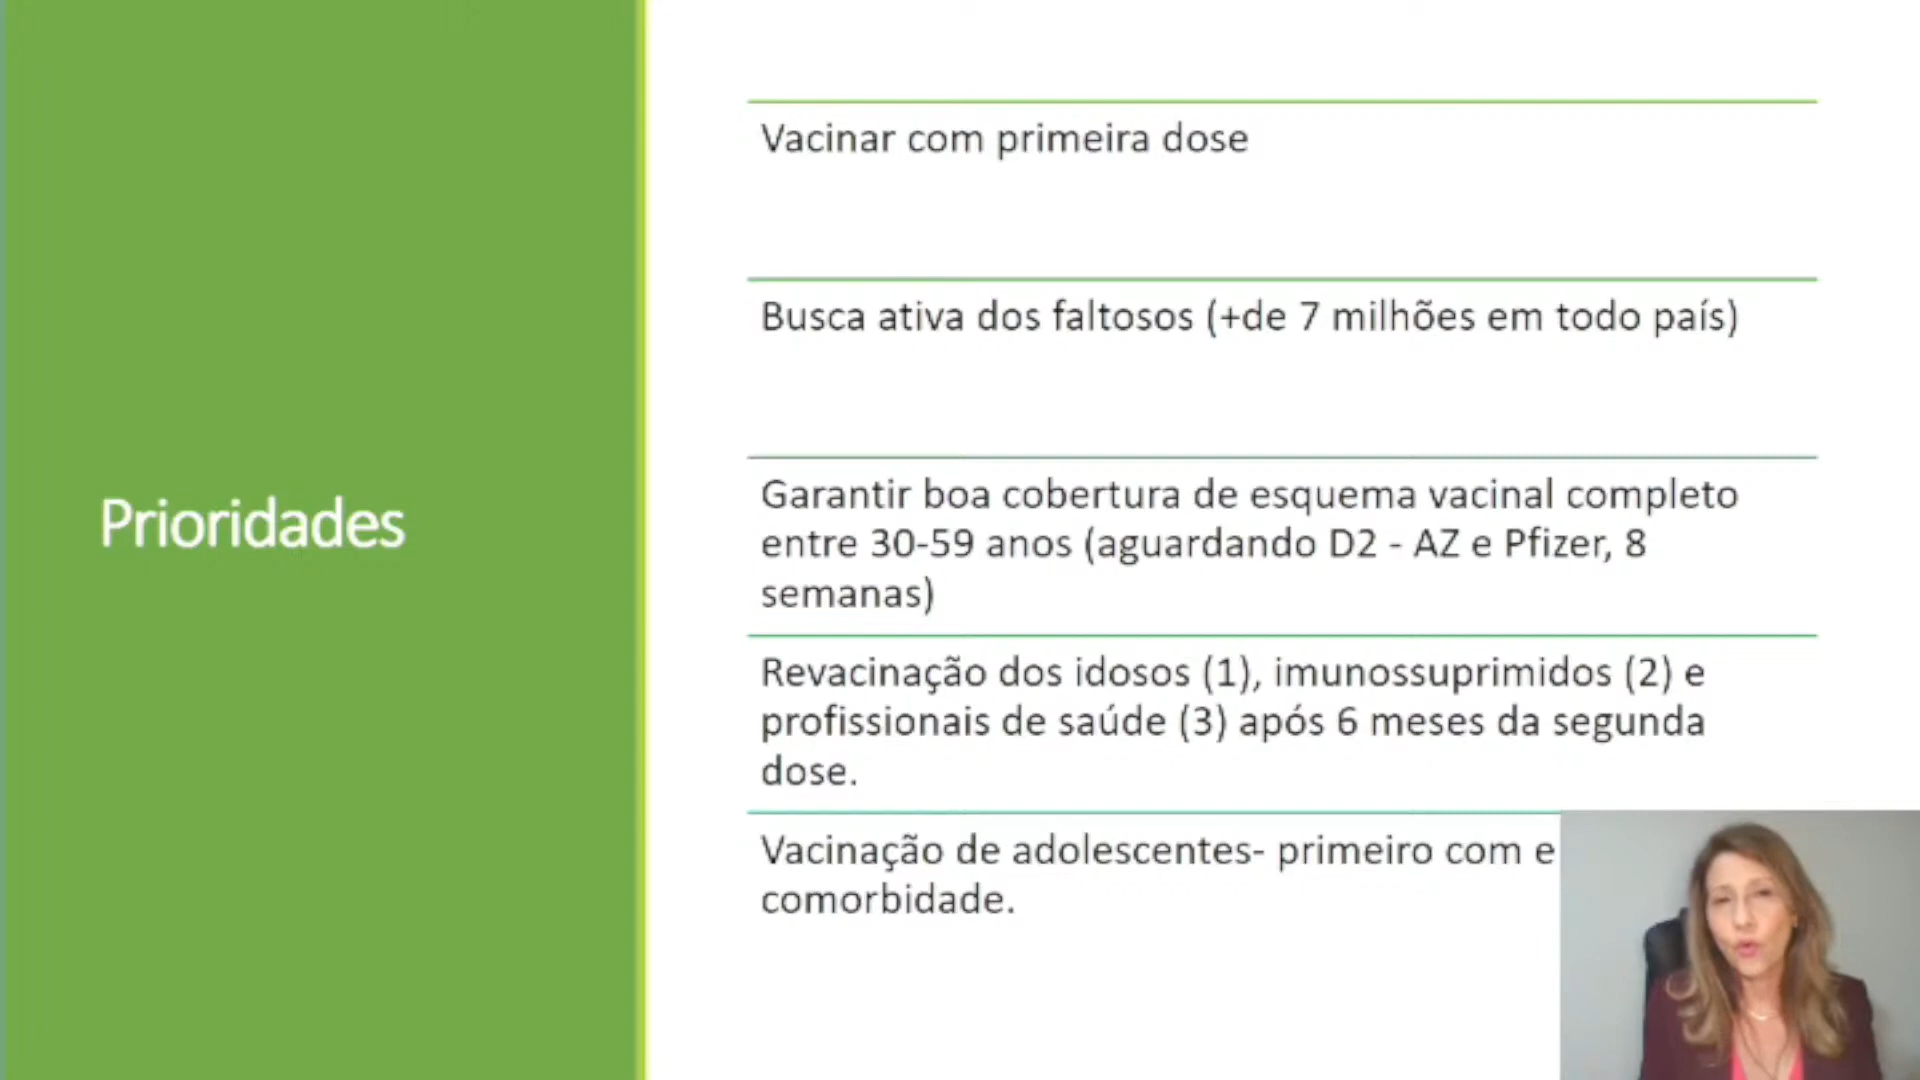 Prioridades
Vacinar com primeira dose
Busca ativa dos faltosos (+de 7 milhões em todo país)
Garantir boa cobertura de esquema vacinal completo
entre 30-59 anos (aguardando D2 - AZ e Pfizer, 8
semanas)
Revacinação dos idosos (1), imunossuprimidos (2) e
profissionais de saúde (3) após 6 meses da segunda
dose.
Vacinação de adolescentes- primeiro com e
comorbidade.